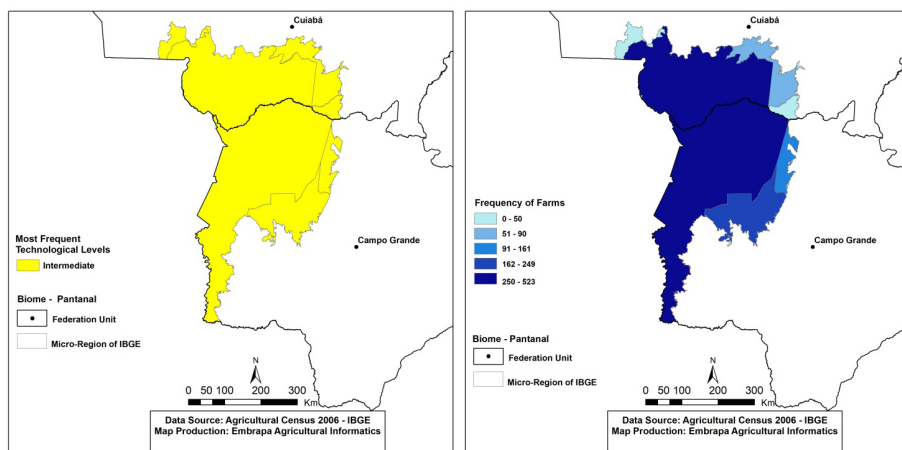 Cuiabá
Campo Grande
Most Frequent
Technological Levels
Intermediate
Biome - Pantanal
Federation Unit
Micro-Region of IBGE
N
0 50 100 200 300
Km
Data Source: Agricultural Census 2006 - IBGE
Map Production: Embrapa Agricultural Informatics
Cuiabá
Campo Grande
Frequency of Farms
0 - 50
51 - 90
91 - 161
162 - 249
250 - 523
Biome - Pantanal
Federation Unit
Micro-Region of IBGE
N
0 50 100 200 300
Km
Data Source: Agricultural Census 2006 - IBGE
Map Production: Embrapa Agricultural Informatics